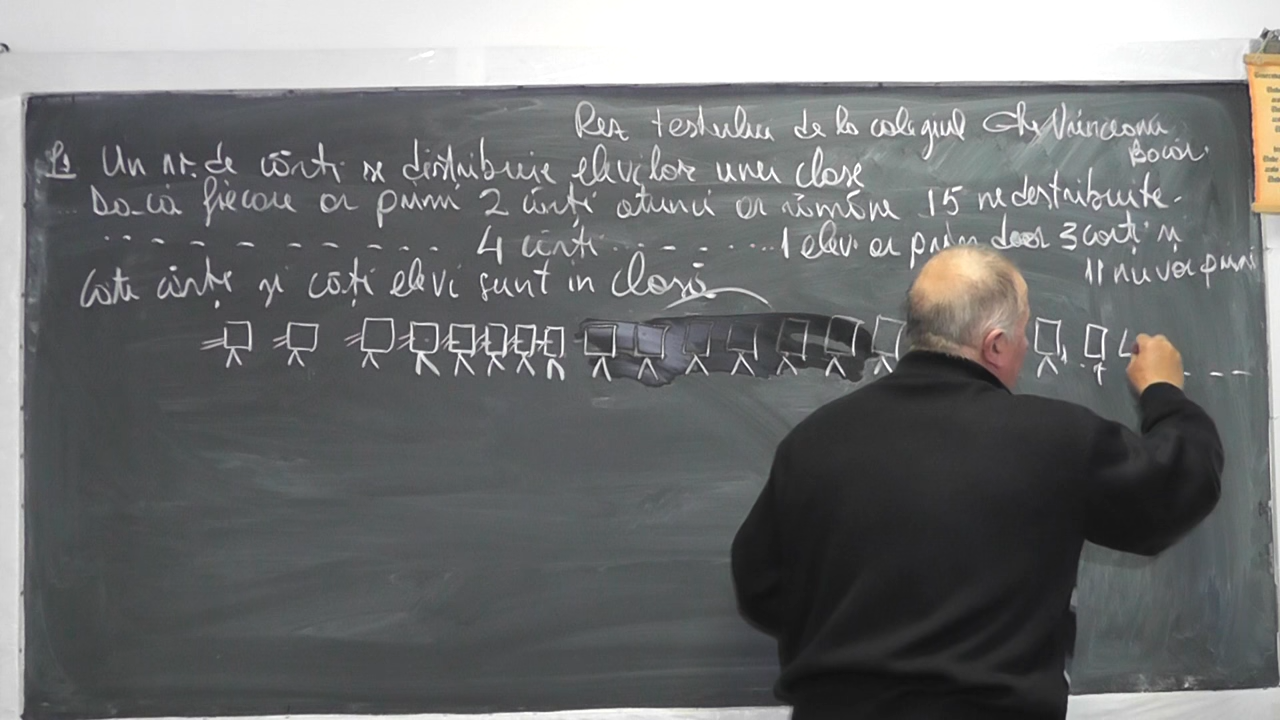 Rez testului de la colegiul Gh Vrînceanu
Bacău
P1 Un nr. de cărți se distribuie elevilor unei clase
Dacă fiecare ar primi 2 cărți atunci ar rămâne 15 nedistribuite.
.. - - - - - - - - - 4 cărți .. - - - ... 1 elev ar primi doar 3 cărți și
11 nu vor primi
Câte cărți și câți elevi sunt în clasă